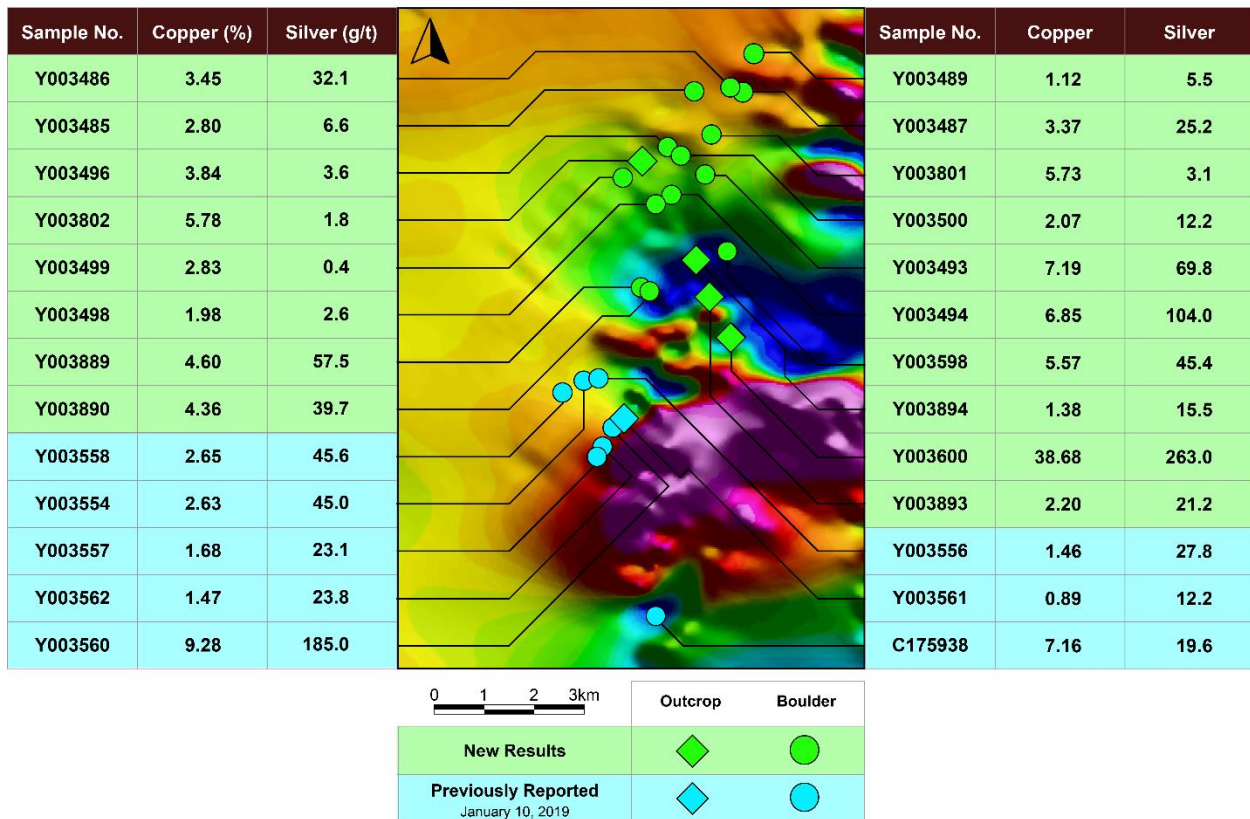 Sample No. Copper (%) Silver (g/t)
Y003486 3.45 32.1
Y003485 2.80 6.6
Y003496 3.84 3.6
Y003802 5.78 1.8
Y003499 2.83 0.4
Y003498 1.98 2.6
Y003889 4.60 57.5
Y003890 4.36 39.7
Y003558 2.65 45.6
Y003554 2.63 45.0
Y003557 1.68 23.1
Y003562 1.47 23.8
Y003560 9.28 185.0
Sample No. Copper Silver
Y003489 1.12 5.5
Y003487 3.37 25.2
Y003801 5.73 3.1
Y003500 2.07 12.2
Y003493 7.19 69.8
Y003494 6.85 104.0
Y003598 5.57 45.4
Y003894 1.38 15.5
Y003600 38.68 263.0
Y003893 2.20 21.2
Y003556 1.46 27.8
Y003561 0.89 12.2
C175938 7.16 19.6
0 1 2 3km
Outcrop Boulder
New Results
Previously Reported
January 10, 2019